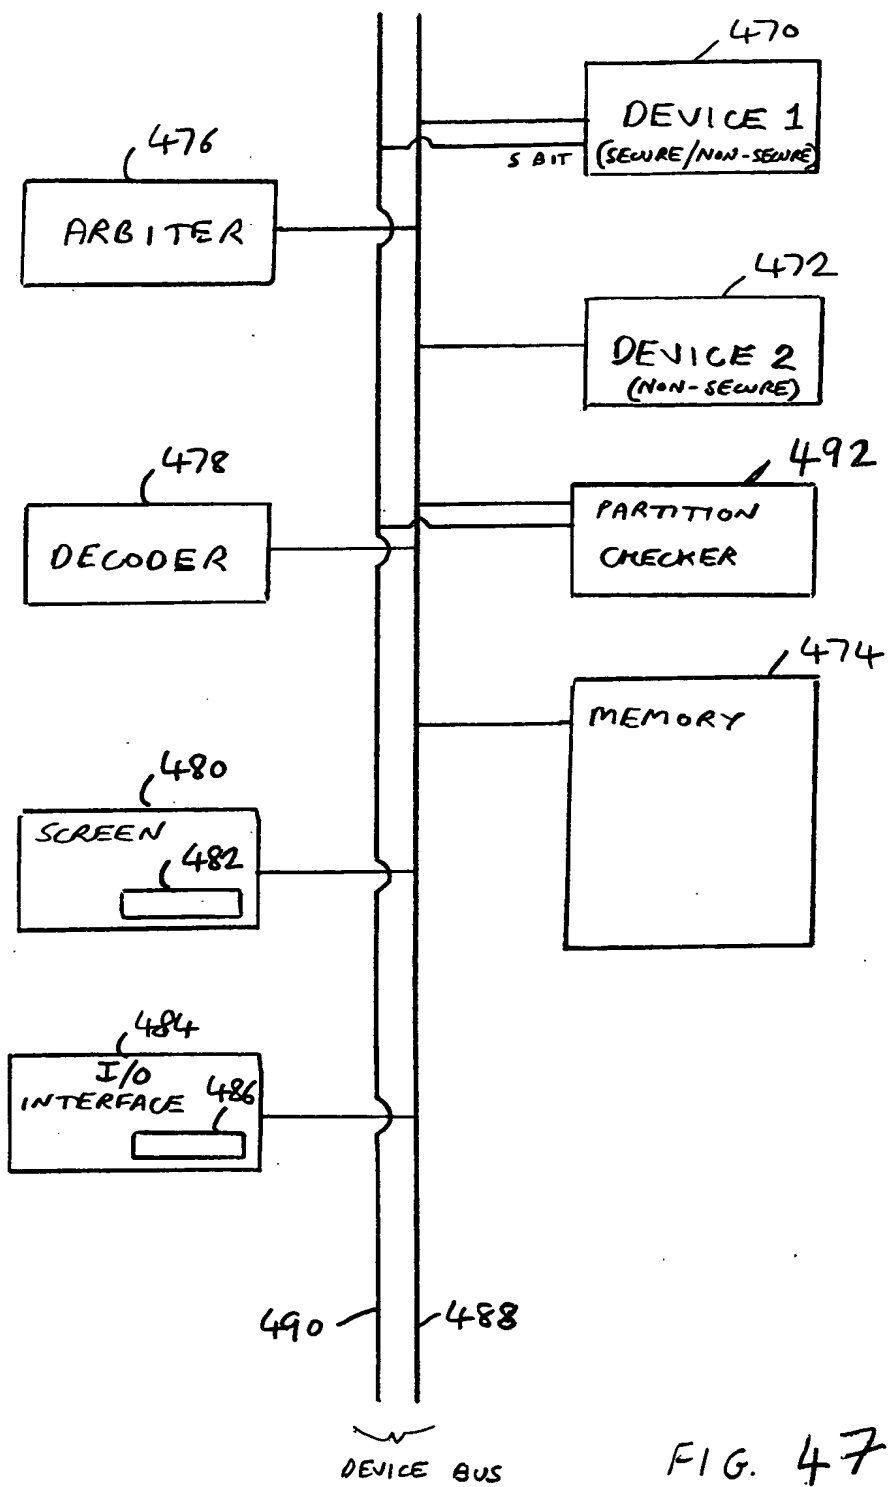 470
DEVICE 1
(SECURE/NON-SECURE)
S BIT
476
ARBITER
472
DEVICE 2
(NON-SECURE)
478
DECODER
492
PARTITION
CHECKER
474
MEMORY
480
SCREEN
482
484
I/O
INTERFACE
486
490
488
DEVICE BUS
FIG. 47